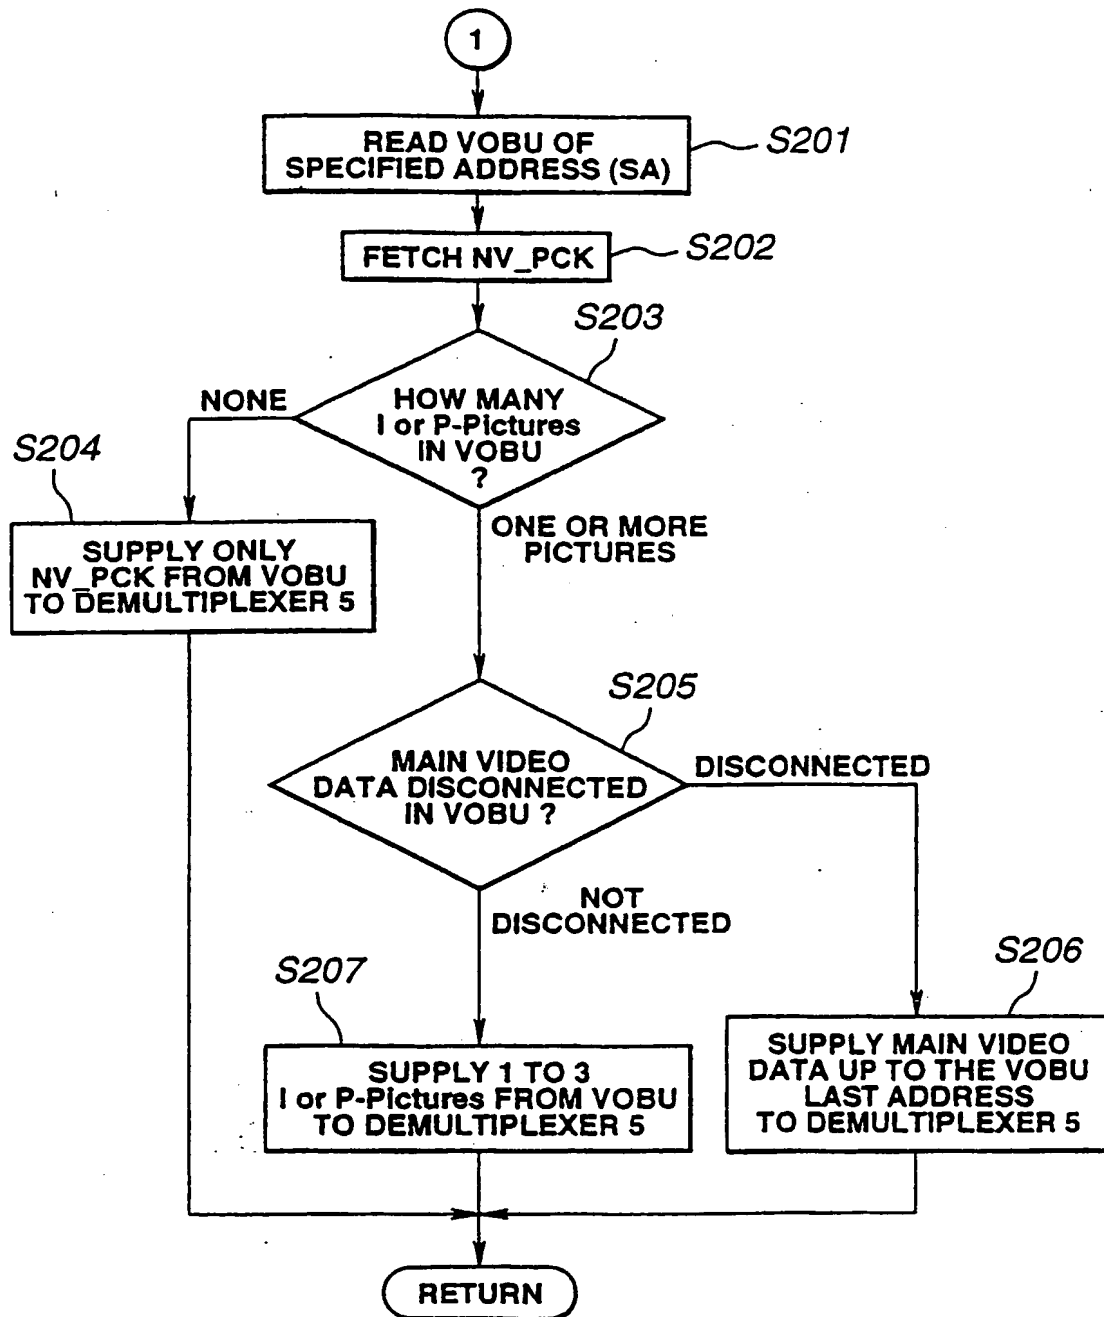 1
READ VOBU OF
SPECIFIED ADDRESS (SA)
S201
FETCH NV_PCK
S202
S203
HOW MANY
I or P-Pictures
IN VOBU
?
NONE
S204
SUPPLY ONLY
NV_PCK FROM VOBU
TO DEMULTIPLEXER 5
ONE OR MORE
PICTURES
S205
MAIN VIDEO
DATA DISCONNECTED
IN VOBU ?
DISCONNECTED
NOT
DISCONNECTED
S207
SUPPLY 1 TO 3
I or P-Pictures FROM VOBU
TO DEMULTIPLEXER 5
S206
SUPPLY MAIN VIDEO
DATA UP TO THE VOBU
LAST ADDRESS
TO DEMULTIPLEXER 5
RETURN